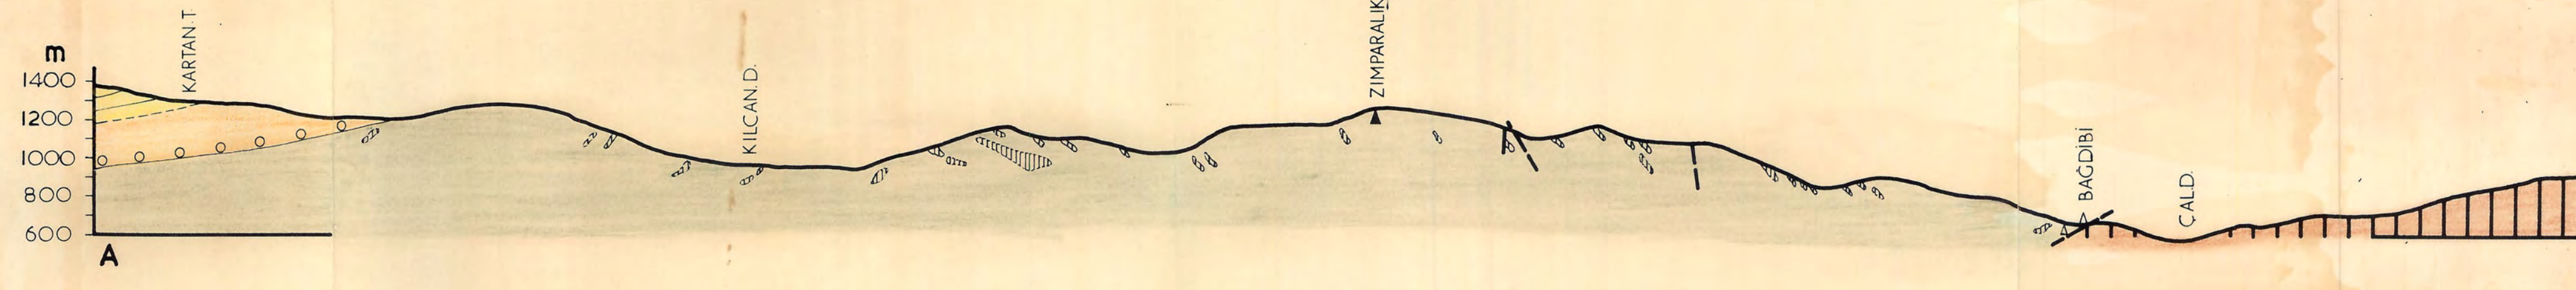 m
1400
1200
1000
800
600
A
KARTAN.T
KILCAN.D.
ZIMPARALIK
BAĞDİBİ
ÇAL.D.